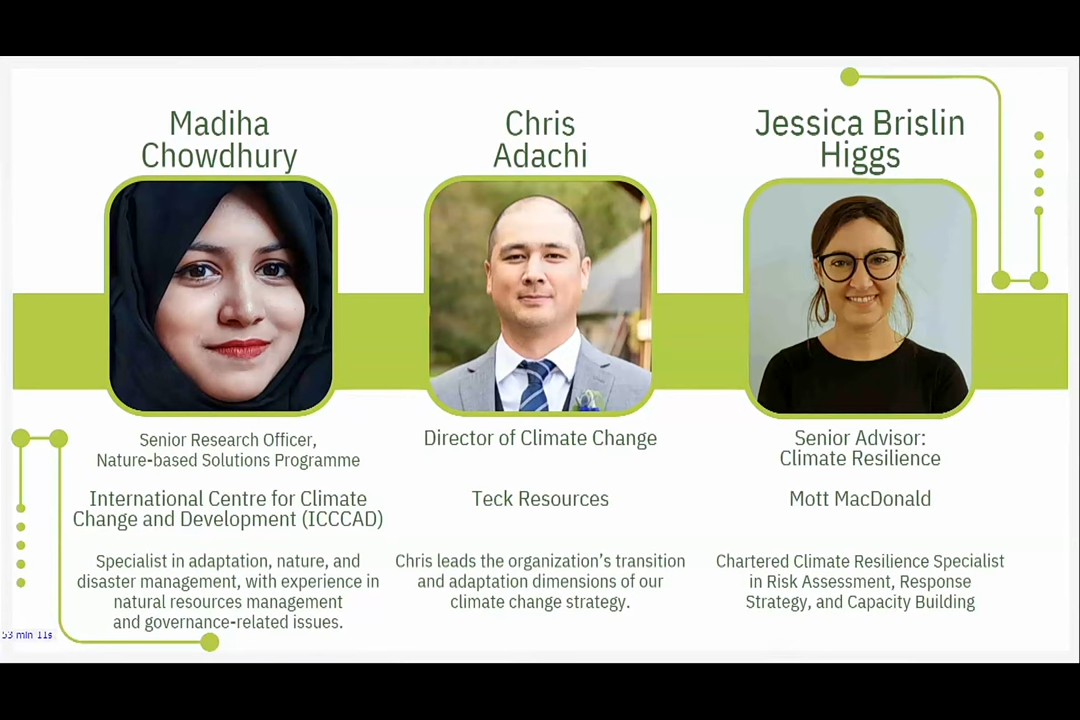 Madiha
Chowdhury
Chris
Adachi
Jessica Brislin
Higgs
Senior Research Officer,
Nature-based Solutions Programme
International Centre for Climate
Change and Development (ICCCAD)
Specialist in adaptation, nature, and
disaster management, with experience in
natural resources management
and governance-related issues.
Director of Climate Change
Teck Resources
Chris leads the organization's transition
and adaptation dimensions of our
climate change strategy.
Senior Advisor:
Climate Resilience
Mott MacDonald
Chartered Climate Resilience Specialist
in Risk Assessment, Response
Strategy, and Capacity Building
53 min 11s